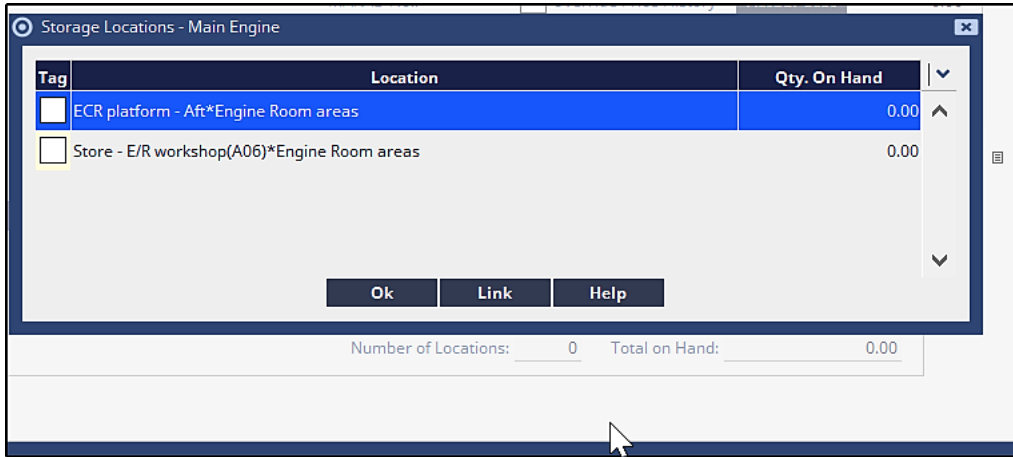 Storage Locations - Main Engine
Tag Location Qty. On Hand
ECR platform - Aft*Engine Room areas 0.00
Store - E/R workshop(A06)*Engine Room areas 0.00
Ok Link Help
Number of Locations: 0 Total on Hand: 0.00